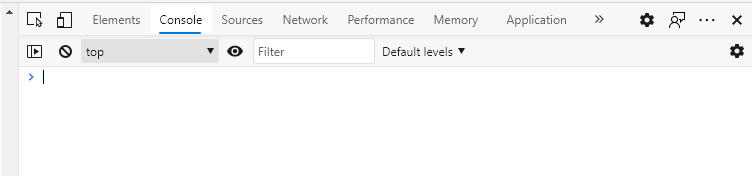 Elements Console Sources Network Performance Memory Application
top Filter Default levels